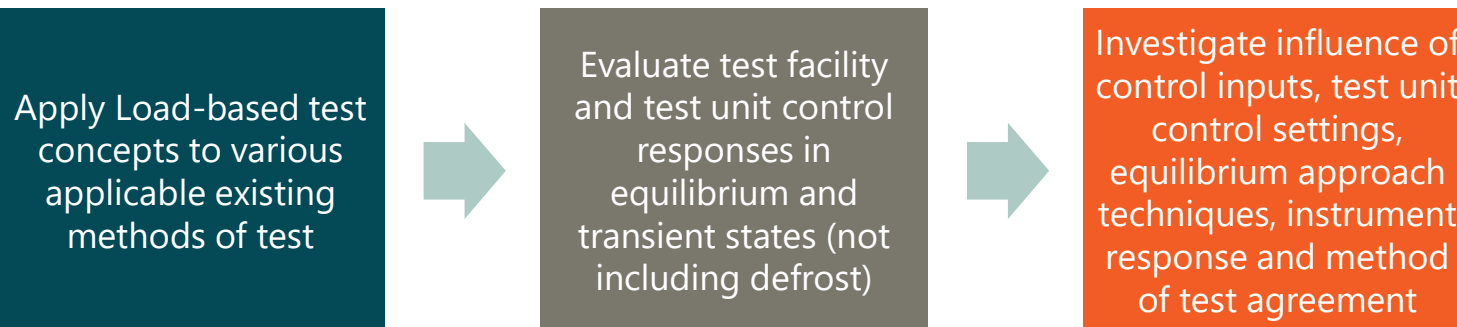 Apply Load-based test
concepts to various
applicable existing
methods of test
Evaluate test facility
and test unit control
responses in
equilibrium and
transient states (not
including defrost)
Investigate influence of
control inputs, test unit
control settings,
equilibrium approach
techniques, instrument
response and method
of test agreement